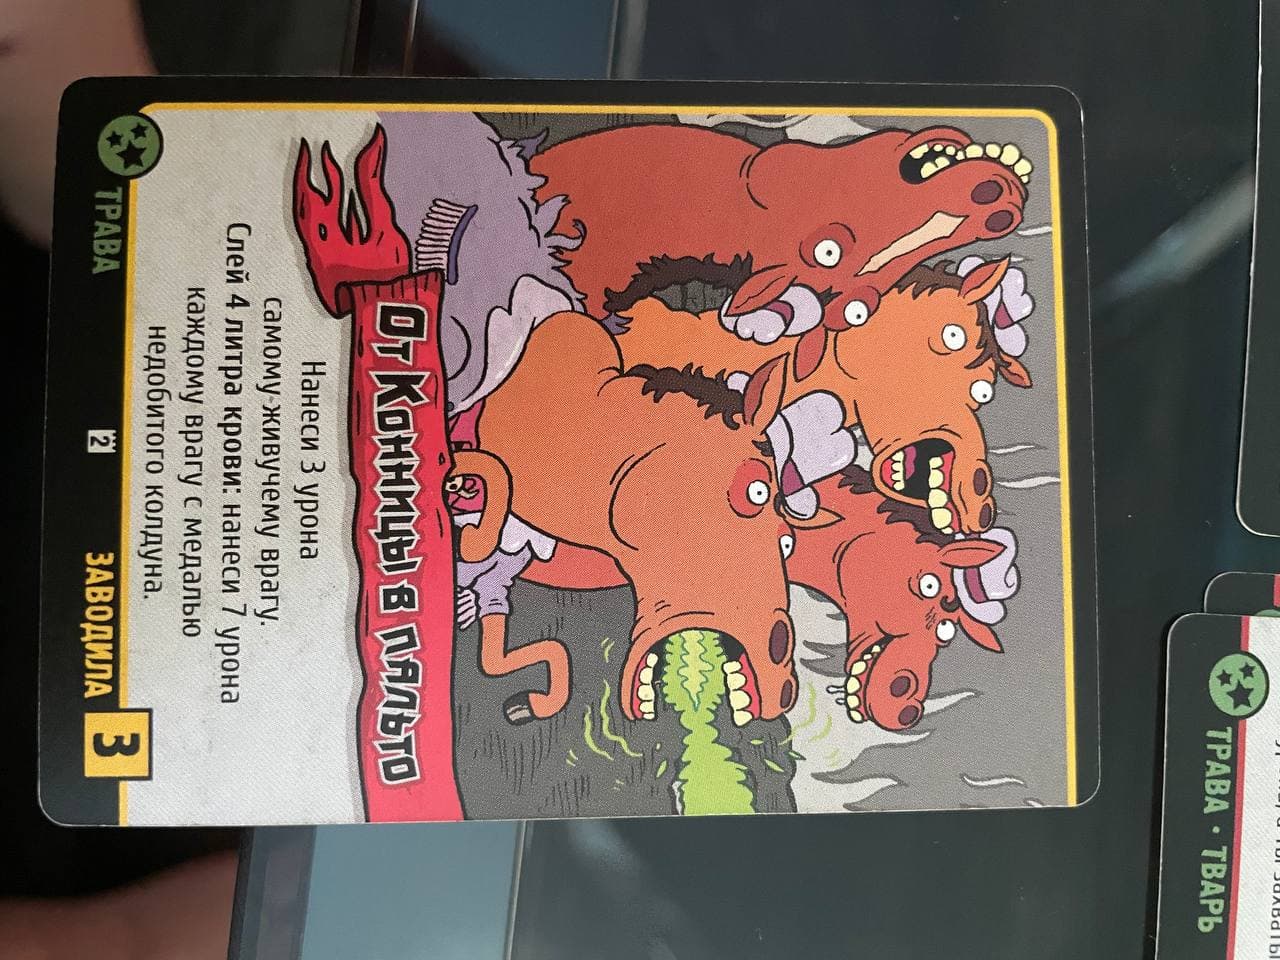 ТРАВА · ТВАРЬ
От Конницы в пальто
Нанеси 3 урона
самому живучему врагу.
Слей 4 литра крови: нанеси 7 урона
каждому врагу с медалью
недобитого колдуна.
ТРАВА
2
ЗАВОДИЛА
3